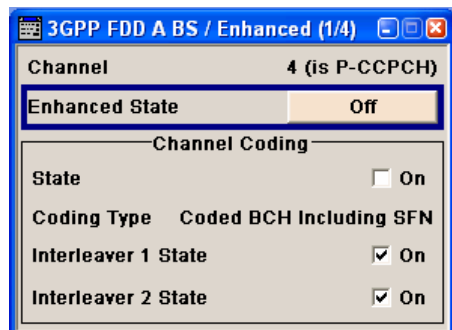 3GPP FDD A BS / Enhanced (1/4)
Channel 4 (is P-CCPCH)
Enhanced State Off
Channel Coding
State On
Coding Type Coded BCH Including SFN
Interleaver 1 State On
Interleaver 2 State On